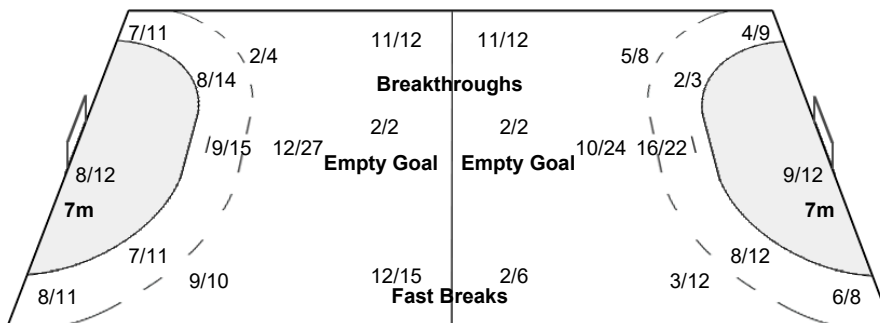 7/11 11/12 11/12 4/9
2/4 5/8
8/14 Breakthroughs 2/3
2/2 2/2
9/15 12/27 10/24 16/22
Empty Goal Empty Goal
8/12 9/12
7m 7m
7/11 8/12
9/10 12/15 2/6 3/12
8/11 Fast Breaks 6/8